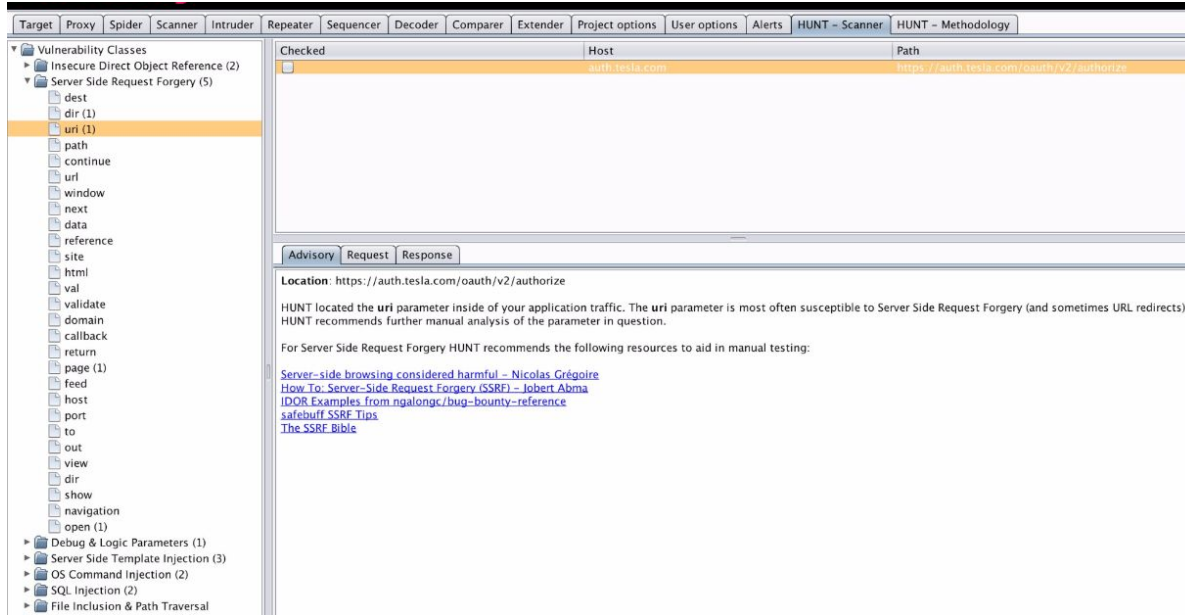 Target Proxy Spider Scanner Intruder Repeater Sequencer Decoder Comparer Extender Project options User options Alerts HUNT – Scanner HUNT – Methodology
Vulnerability Classes
Insecure Direct Object Reference (2)
Server Side Request Forgery (5)
dest
dir (1)
uri (1)
path
continue
url
window
next
data
reference
site
html
val
validate
domain
callback
return
page (1)
feed
host
port
to
out
view
dir
show
navigation
open (1)
Debug & Logic Parameters (1)
Server Side Template Injection (3)
OS Command Injection (2)
SQL Injection (2)
File Inclusion & Path Traversal
Checked Host Path
auth.tesla.com https://auth.tesla.com/oauth/v2/authorize
Advisory Request Response
Location: https://auth.tesla.com/oauth/v2/authorize
HUNT located the uri parameter inside of your application traffic. The uri parameter is most often susceptible to Server Side Request Forgery (and sometimes URL redirects)
HUNT recommends further manual analysis of the parameter in question.
For Server Side Request Forgery HUNT recommends the following resources to aid in manual testing:
Server-side browsing considered harmful – Nicolas Grégoire
How To: Server-Side Request Forgery (SSRF) – Jobert Abma
IDOR Examples from ngalongc/bug-bounty-reference
safebuff SSRF Tips
The SSRF Bible